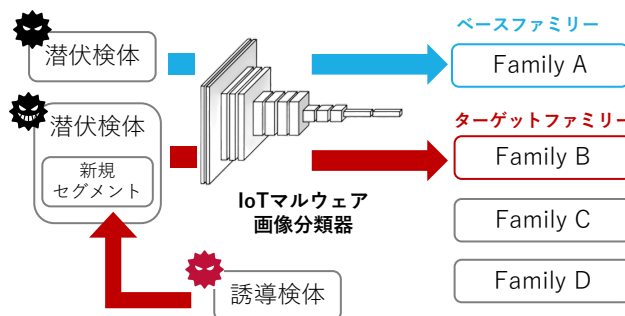 ベースファミリー
潜伏検体
Family A
ターゲットファミリー
潜伏検体
新規
セグメント
Family B
IoTマルウェア
画像分類器
Family C
誘導検体
Family D